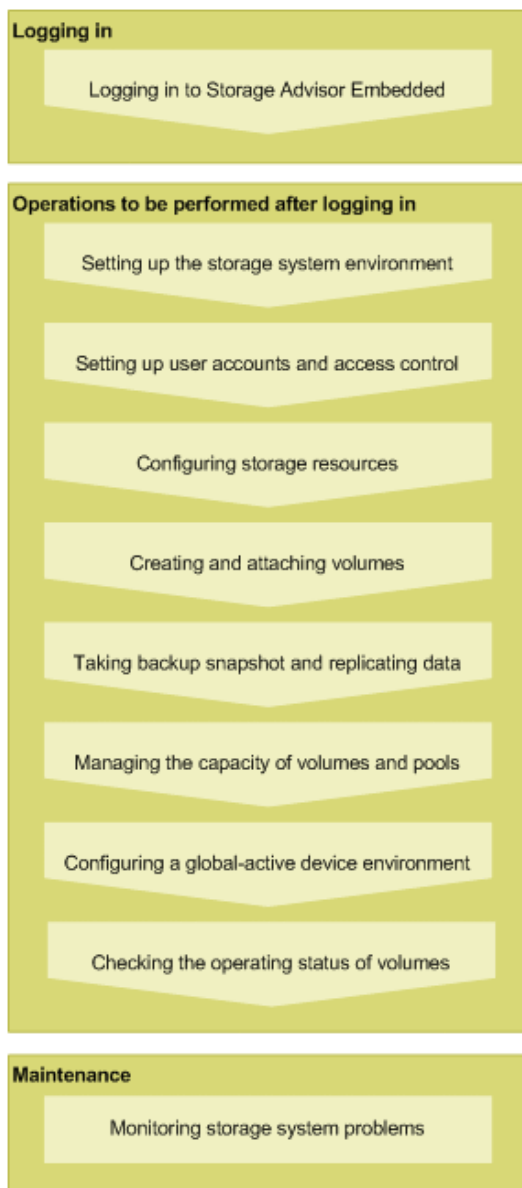 Logging in
Logging in to Storage Advisor Embedded
Operations to be performed after logging in
Setting up the storage system environment
Setting up user accounts and access control
Configuring storage resources
Creating and attaching volumes
Taking backup snapshot and replicating data
Managing the capacity of volumes and pools
Configuring a global-active device environment
Checking the operating status of volumes
Maintenance
Monitoring storage system problems